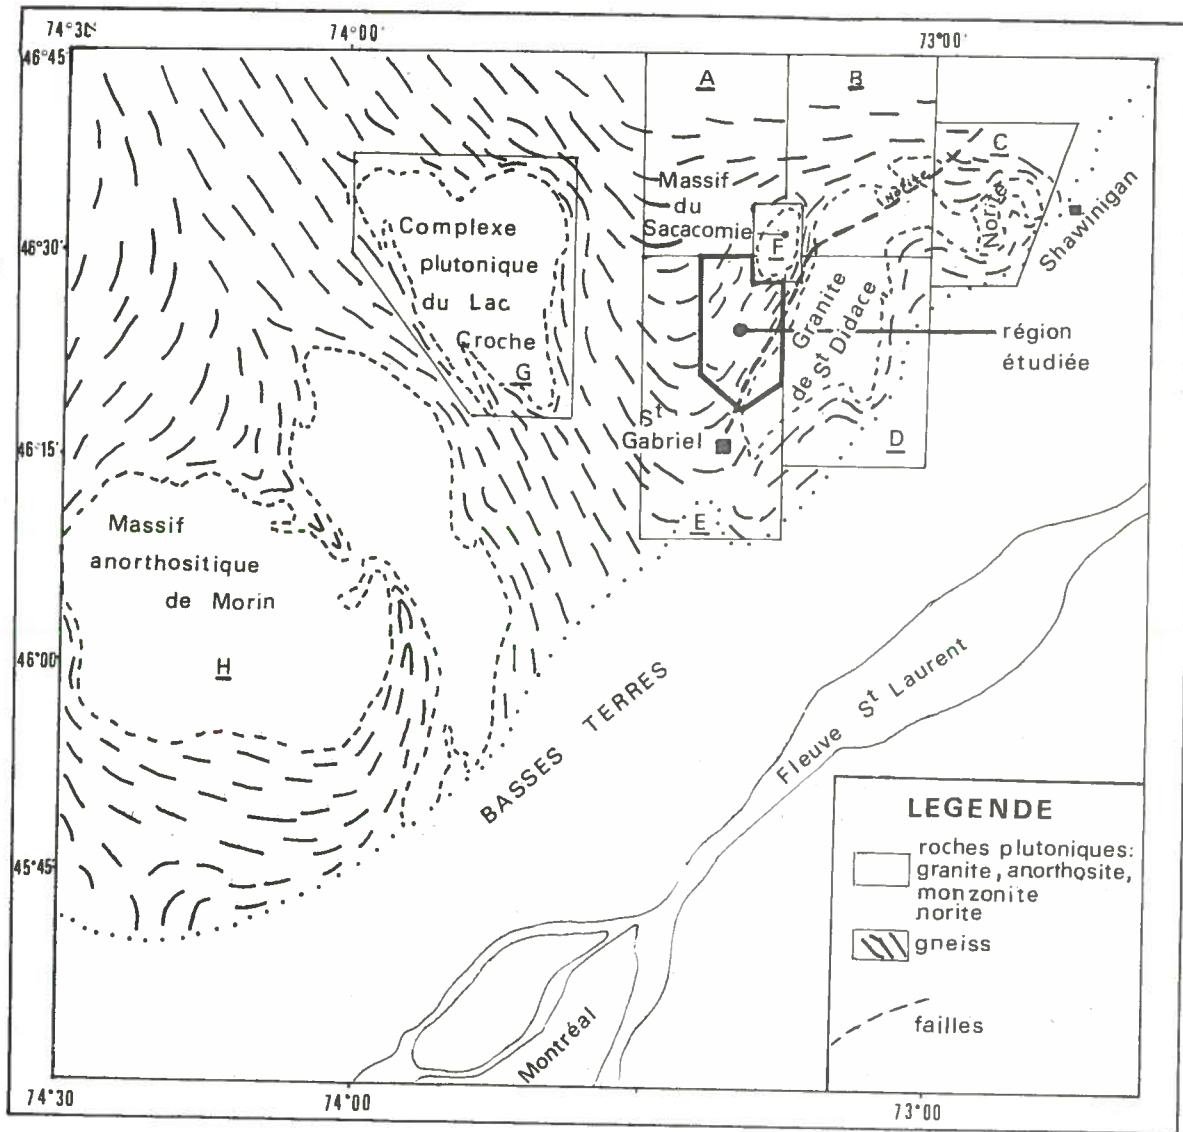 74°30
74°00'
73°00'
46°45'
A
B
C
Massif
du
Sacacomie
F
Norite
Norite
Shawinigan
46°30'
Complexe
plutonique
du Lac
Croche
G
Granite
de St Didace
région
étudiée
St
Gabriel
D
46°15'
E
Massif
anorthositique
de Morin
H
46°00'
BASSES TERRES
Fleuve St Laurent
45°45'
Montréal
LEGENDE
roches plutoniques:
granite, anorthosite,
monzonite
norite
gneiss
failles
74°30
74°00
73°00